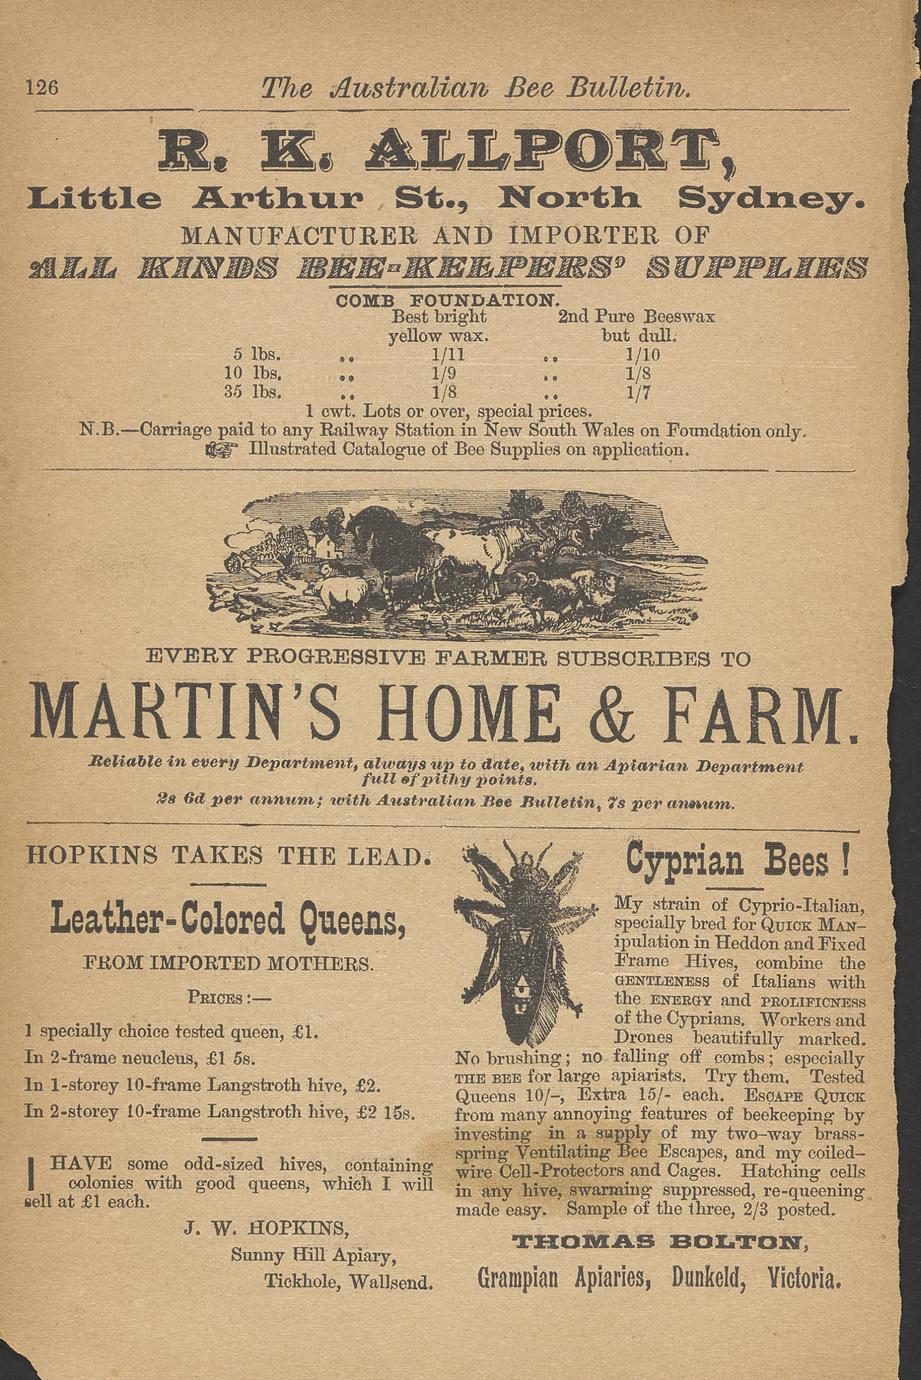 126
The Australian Bee Bulletin.
R. K. ALLPORT,
Little Arthur St., North Sydney.
MANUFACTURER AND IMPORTER OF
ALL KINDS BEE-KEEPERS' SUPPLIES
COMB FOUNDATION.
Best bright 2nd Pure Beeswax
yellow wax. but dull.
5 lbs. .. 1/11 .. 1/10
10 lbs. .. 1/9 .. 1/8
35 lbs. .. 1/8 .. 1/7
1 cwt. Lots or over, special prices.
N.B.—Carriage paid to any Railway Station in New South Wales on Foundation only.
☞ Illustrated Catalogue of Bee Supplies on application.
EVERY PROGRESSIVE FARMER SUBSCRIBES TO
MARTIN'S HOME & FARM.
Reliable in every Department, always up to date, with an Apiarian Department
full of pithy points.
2s 6d per annum; with Australian Bee Bulletin, 7s per annum.
HOPKINS TAKES THE LEAD.
Leather-Colored Queens,
FROM IMPORTED MOTHERS.
PRICES:—
1 specially choice tested queen, £1.
In 2-frame neucleus, £1 5s.
In 1-storey 10-frame Langstroth hive, £2.
In 2-storey 10-frame Langstroth hive, £2 15s.
I HAVE some odd-sized hives, containing
colonies with good queens, which I will
sell at £1 each.
J. W. HOPKINS,
Sunny Hill Apiary,
Tickhole, Wallsend.
Cyprian Bees !
My strain of Cyprio-Italian,
specially bred for QUICK MAN-
ipulation in Heddon and Fixed
Frame Hives, combine the
GENTLENESS of Italians with
the ENERGY and PROLIFICNESS
of the Cyprians. Workers and
Drones beautifully marked.
No brushing; no falling off combs; especially
THE BEE for large apiarists. Try them. Tested
Queens 10/-, Extra 15/- each. ESCAPE QUICK
from many annoying features of beekeeping by
investing in a supply of my two-way brass-
spring Ventilating Bee Escapes, and my coiled-
wire Cell-Protectors and Cages. Hatching cells
in any hive, swarming suppressed, re-queening
made easy. Sample of the three, 2/3 posted.
THOMAS BOLTON,
Grampian Apiaries, Dunkeld, Victoria.